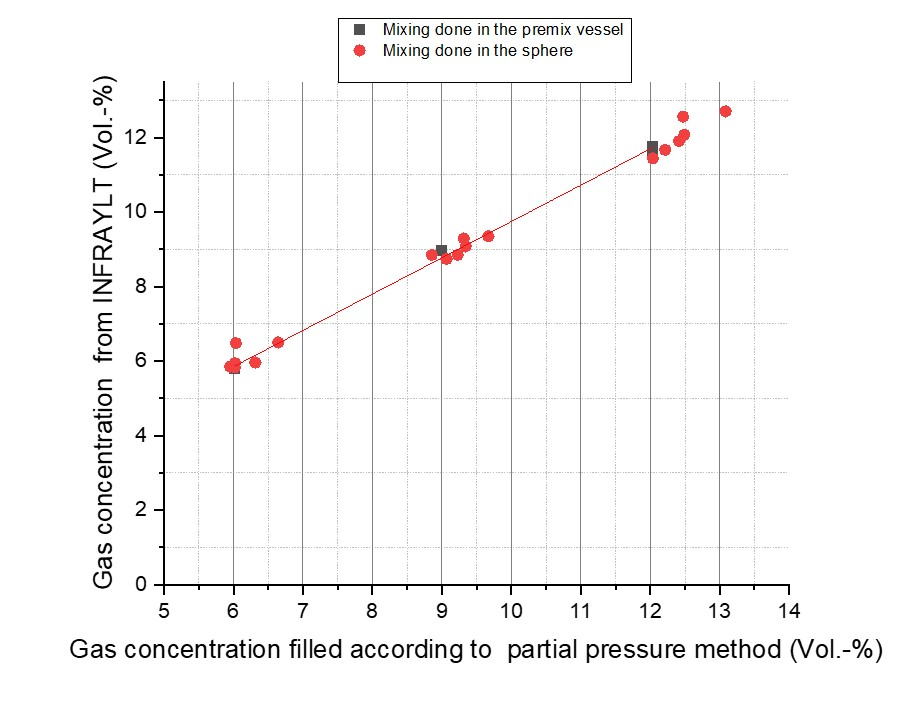 Mixing done in the premix vessel
Mixing done in the sphere
Gas concentration  from INFRAYLT (Vol.-%)
12
10
8
6
4
2
0
5 6 7 8 9 10 11 12 13 14
Gas concentration filled according to  partial pressure method (Vol.-%)